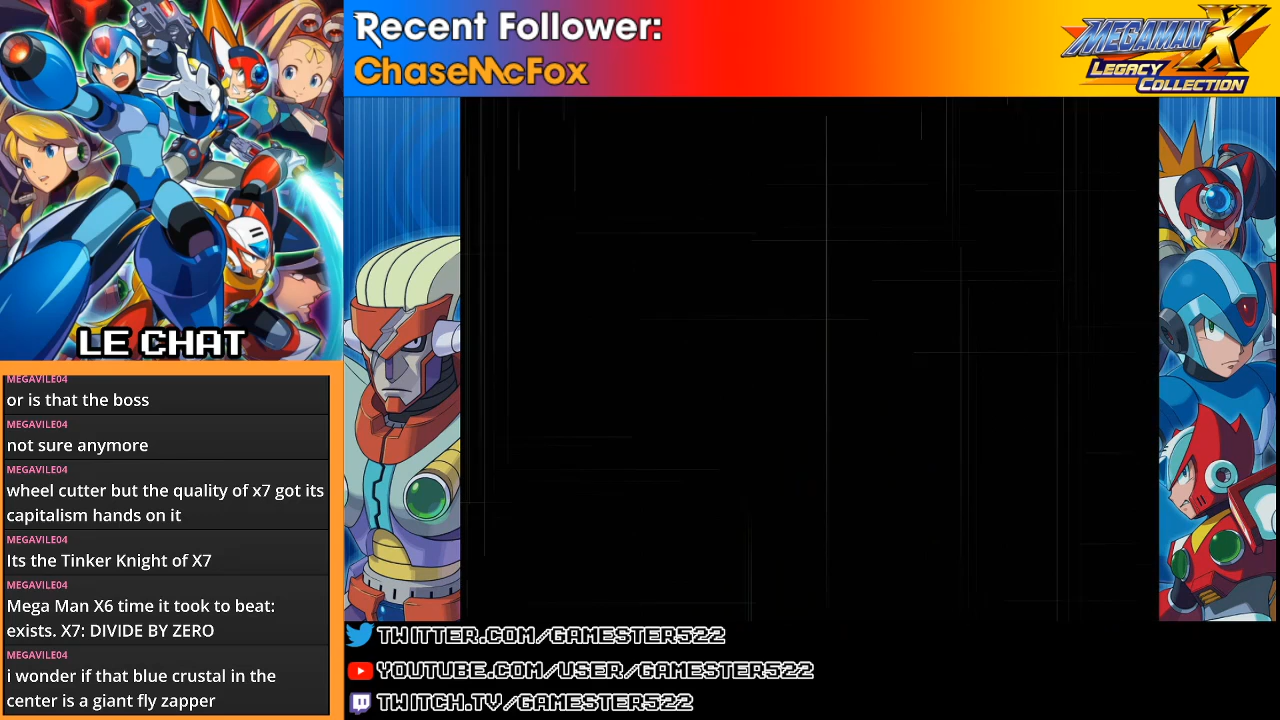 Recent Follower:
ChaseMcFox
MEGAMAN X
LEGACY
COLLECTION
LE CHAT
MEGAVILE04
or is that the boss
MEGAVILE04
not sure anymore
MEGAVILE04
wheel cutter but the quality of x7 got its
capitalism hands on it
MEGAVILE04
Its the Tinker Knight of X7
MEGAVILE04
Mega Man X6 time it took to beat:
exists. X7: DIVIDE BY ZERO
MEGAVILE04
i wonder if that blue crustal in the
center is a giant fly zapper
TWITTER.COM/GAMESTER522
YOUTUBE.COM/USER/GAMESTER522
TWITCH.TV/GAMESTER522